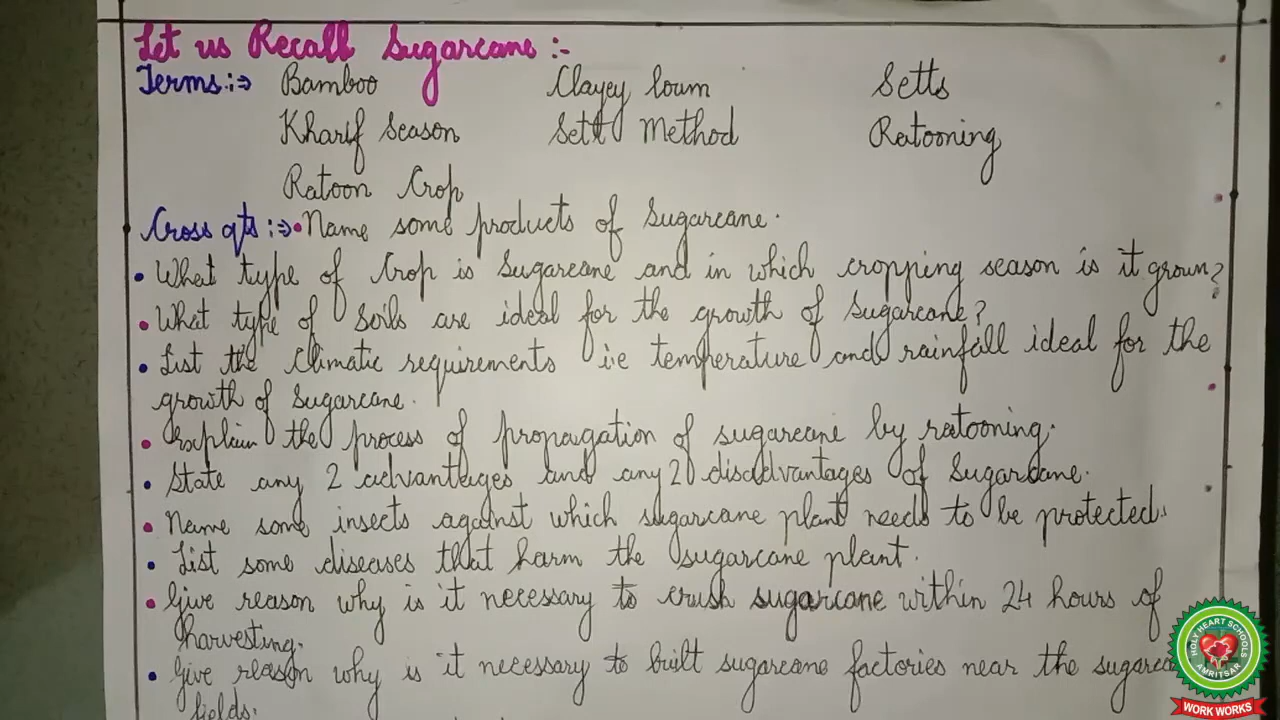 Let us Recall Sugarcane :-
Terms :⇒ Bamboo Clayey loum Setts
Kharif Season Sett Method Ratooning
Ratoon Crop
Cross qts :⇒ • Name some products of Sugarcane.
• What type of Crop is Sugarcane and in which cropping season is it grown?
• What type of Soils are ideal for the growth of Sugarcane?
• List the Climatic requirements i.e temperature and rainfall ideal for the
growth of Sugarcane.
• Explain the process of propagation of sugarcane by ratooning.
• State any 2 advantages and any 2 disadvantages of Sugarcane.
• Name some insects against which sugarcane plant needs to be protected.
• List some diseases that harm the sugarcane plant.
• Give reason why is it necessary to crush sugarcane within 24 hours of
harvesting.
• Give reason why is it necessary to built sugarcane factories near the
fields.
HOLY HEART SCHOOLS
AMRITSAR
WORK WORKS